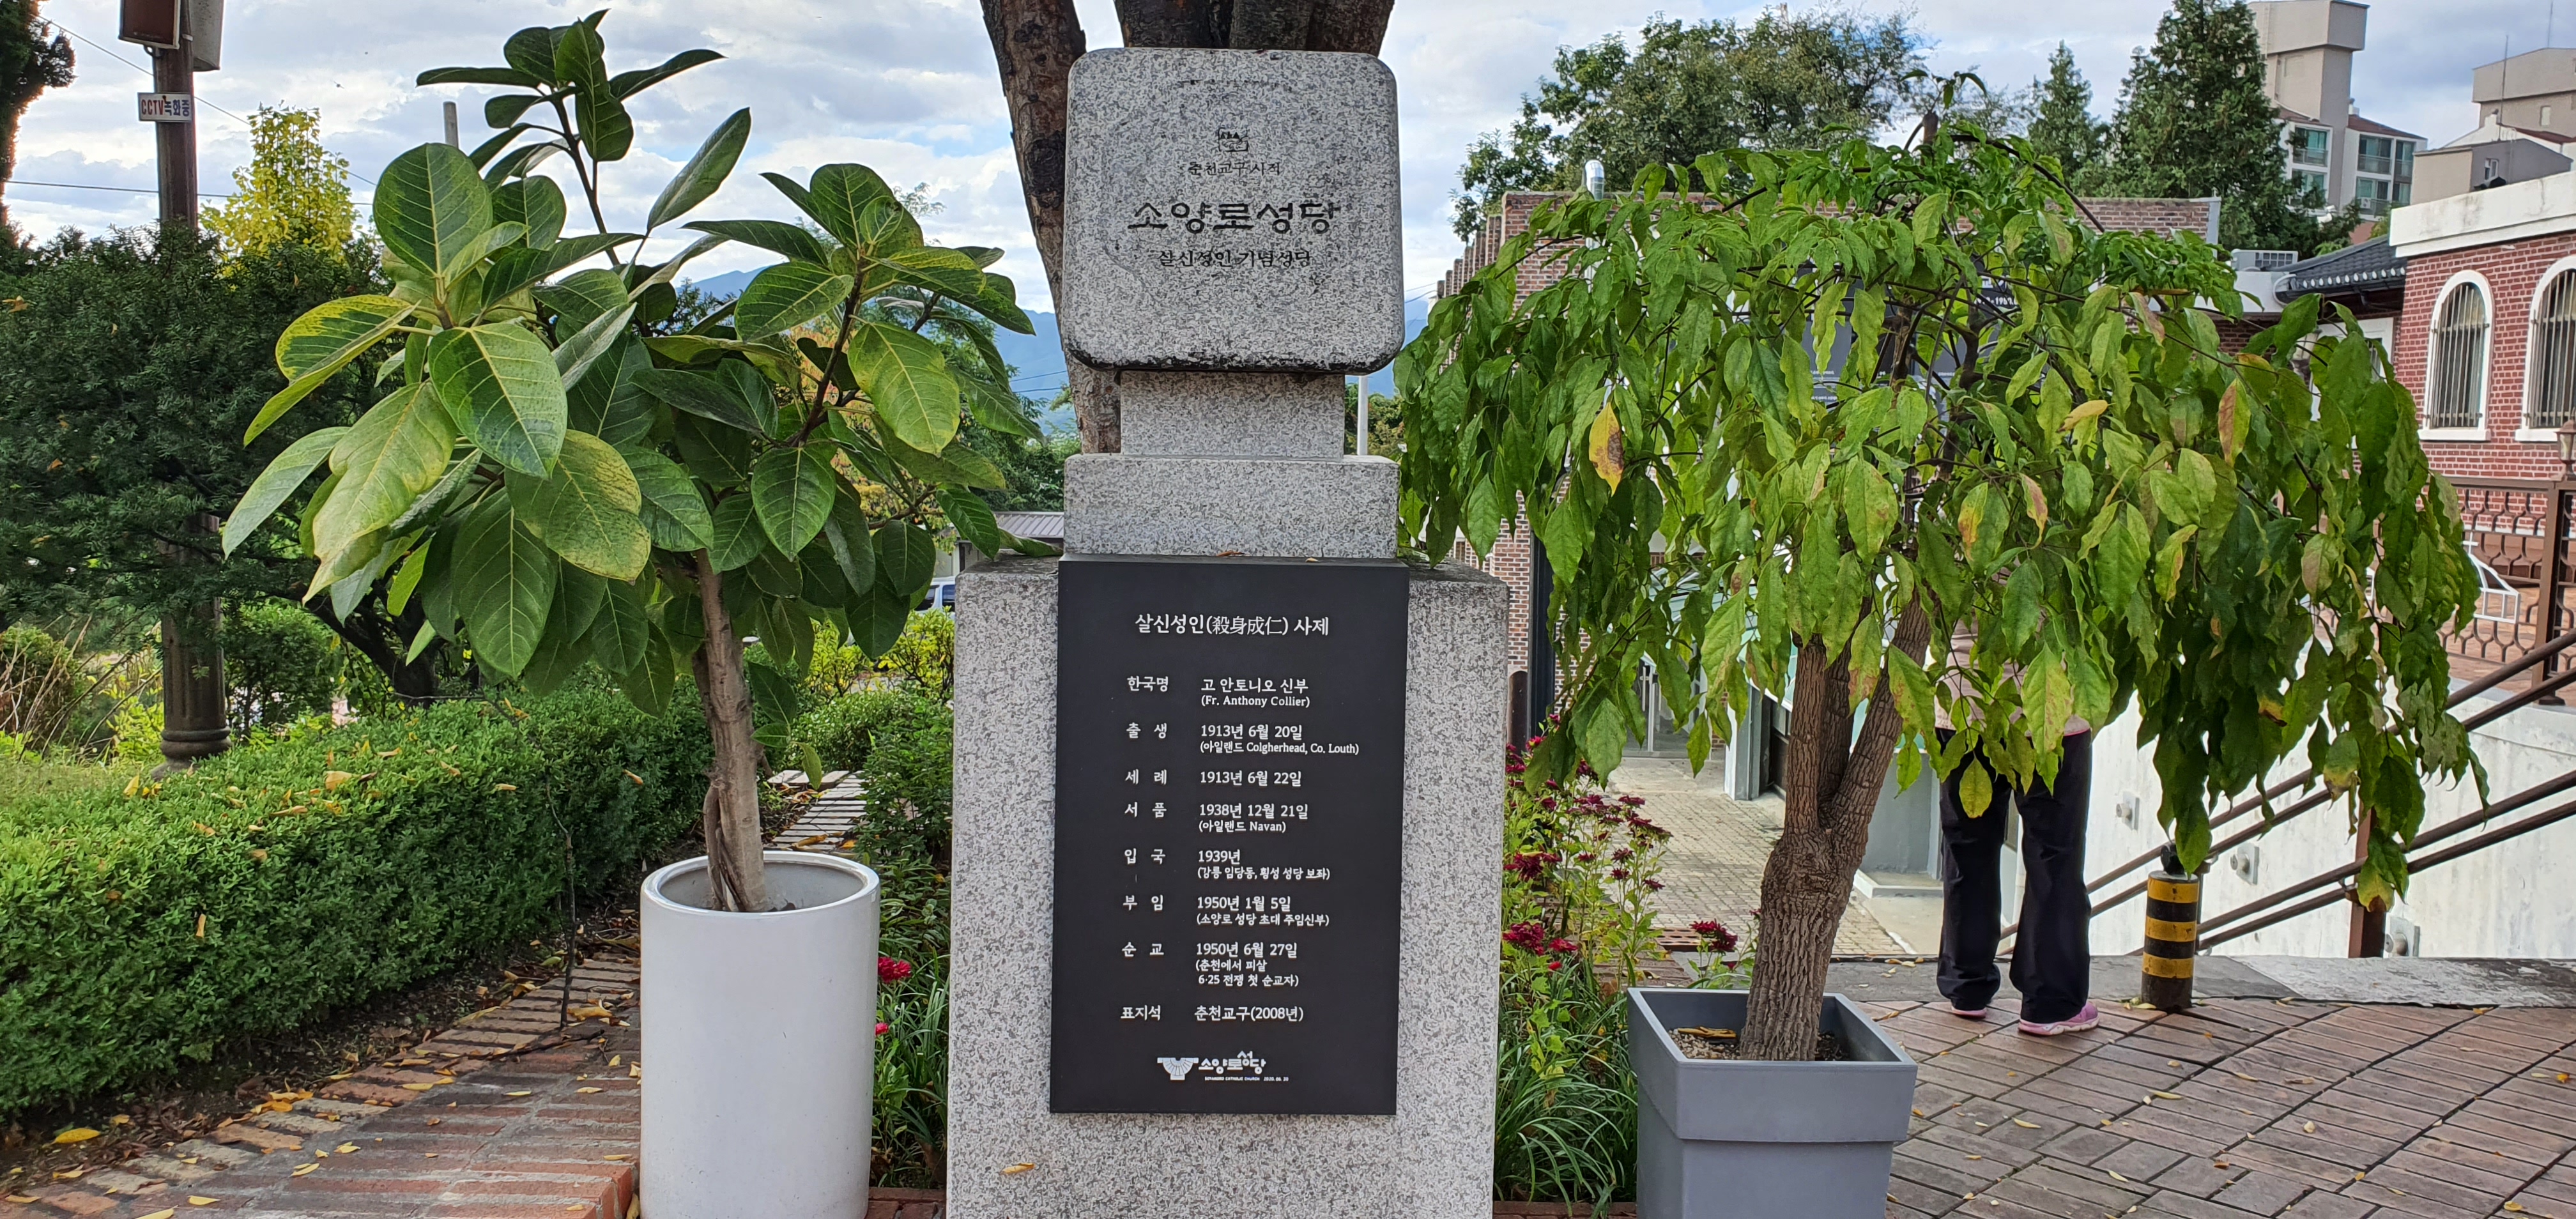 CCTV녹화중
춘천교구 사적
소양로성당
살신성인 기념성당
살신성인(殺身成仁) 사제
한국명 고 안토니오 신부
(Fr. Anthony Collier)
출 생 1913년 6월 20일
(아일랜드 Colgherhead, Co. Louth)
세 례 1913년 6월 22일
서 품 1938년 12월 21일
(아일랜드 Navan)
입 국 1939년
(강릉 임당동, 횡성 성당 보좌)
부 임 1950년 1월 5일
(소양로 성당 초대 주임신부)
순 교 1950년 6월 27일
(춘천에서 피살
6·25 전쟁 첫 순교자)
표지석 춘천교구(2008년)
소양로성당
CATHOLIC CHURCH